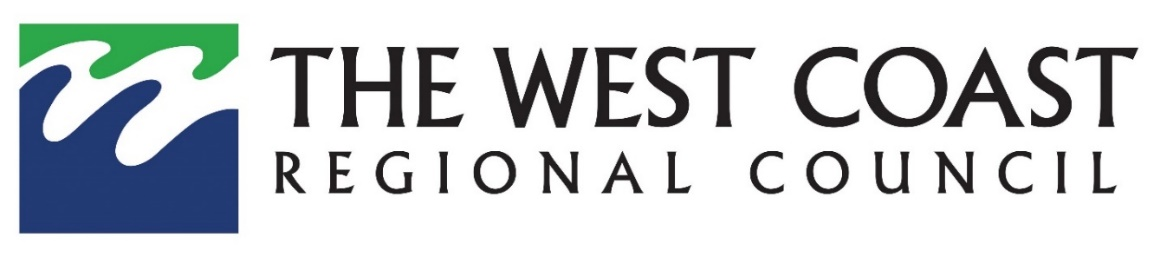 THE WEST COAST
REGIONAL COUNCIL